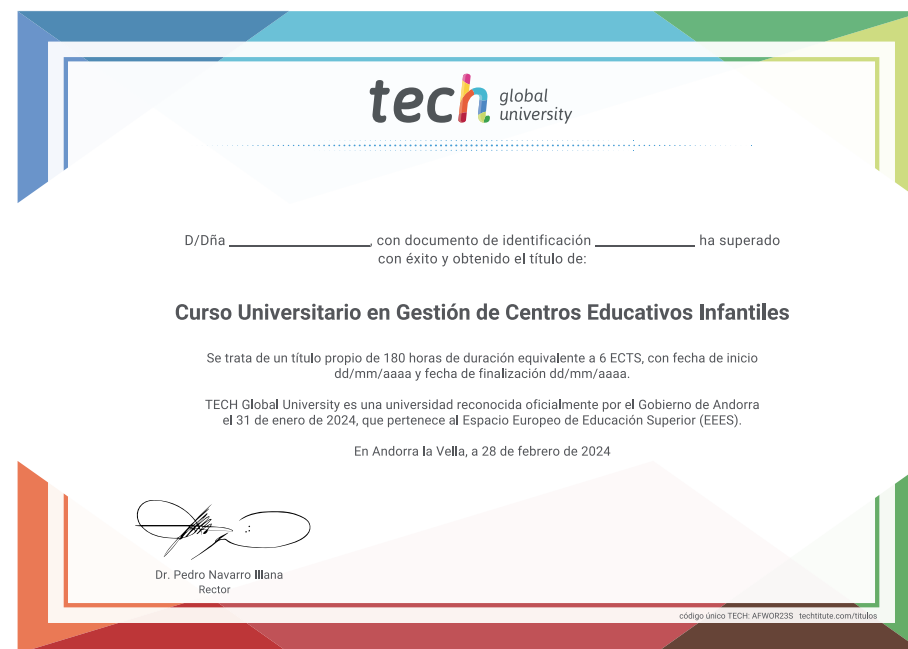 tech global university
D/Dña ____________________, con documento de identificación ______________ ha superado
con éxito y obtenido el título de:
Curso Universitario en Gestión de Centros Educativos Infantiles
Se trata de un título propio de 180 horas de duración equivalente a 6 ECTS, con fecha de inicio
dd/mm/aaaa y fecha de finalización dd/mm/aaaa.
TECH Global University es una universidad reconocida oficialmente por el Gobierno de Andorra
el 31 de enero de 2024, que pertenece al Espacio Europeo de Educación Superior (EEES).
En Andorra la Vella, a 28 de febrero de 2024
Dr. Pedro Navarro Illana
Rector
código único TECH: AFWOR23S techtitute.com/titulos